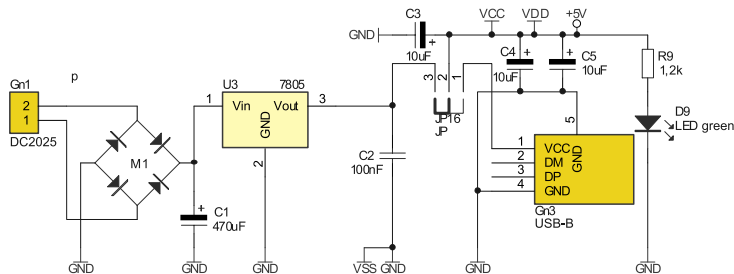 C3
VCC
VDD
+5V
GND
10uF
C4
10uF
C5
10uF
R9
1,2k
p
Gn1
2
1
DC2025
U3
7805
1
Vin
Vout
3
GND
2
3
2
1
JP16
JP
M1
C1
470uF
C2
100nF
5
1
VCC
GND
2
DM
3
DP
4
GND
Gn3
USB-B
D9
LED green
GND
GND
GND
VSS
GND
GND
GND